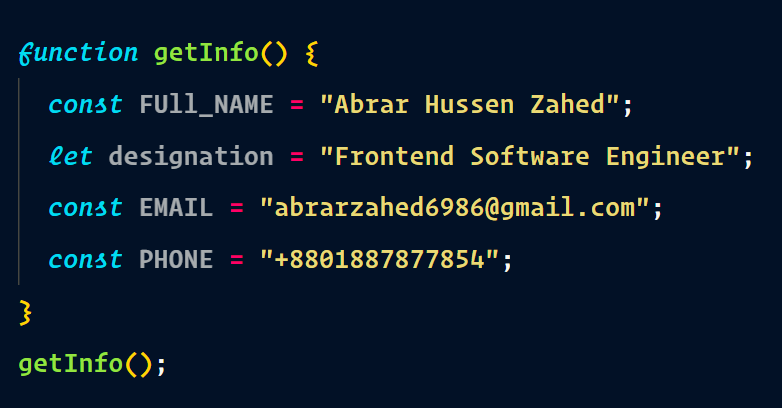 function getInfo() {
const FUll_NAME = "Abrar Hussen Zahed";
let designation = "Frontend Software Engineer";
const EMAIL = "abrarzahed6986@gmail.com";
const PHONE = "+8801887877854";
}
getInfo();